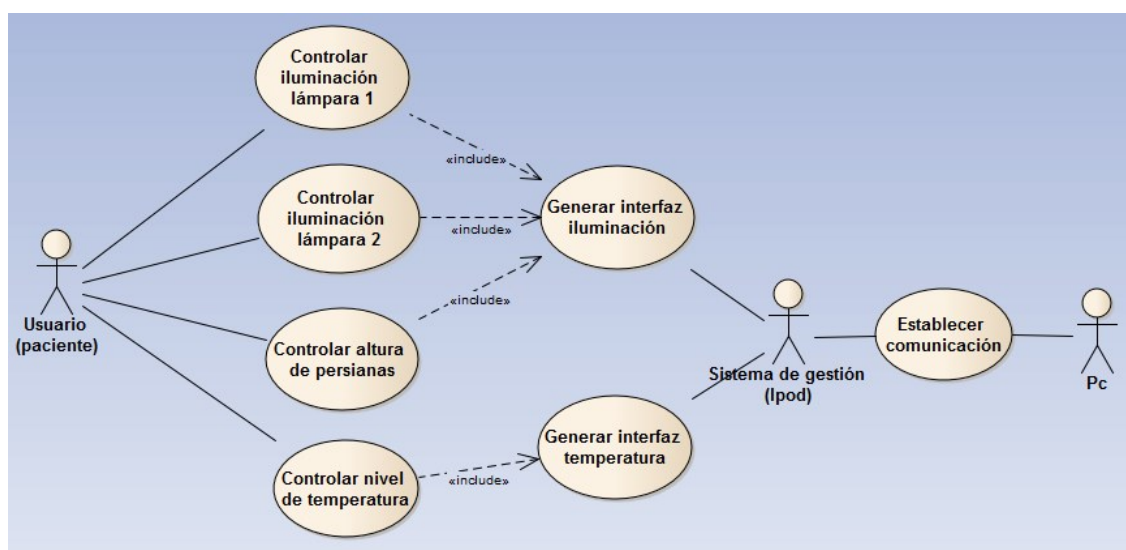 Controlar
iluminación
lámpara 1
«include»
Controlar
iluminación
lámpara 2
«include»
Generar interfaz
iluminación
«include»
Usuario
(paciente)
Controlar altura
de persianas
Establecer
comunicación
Sistema de gestión
(Ipod)
Pc
Generar interfaz
temperatura
Controlar nivel
de temperatura
«include»